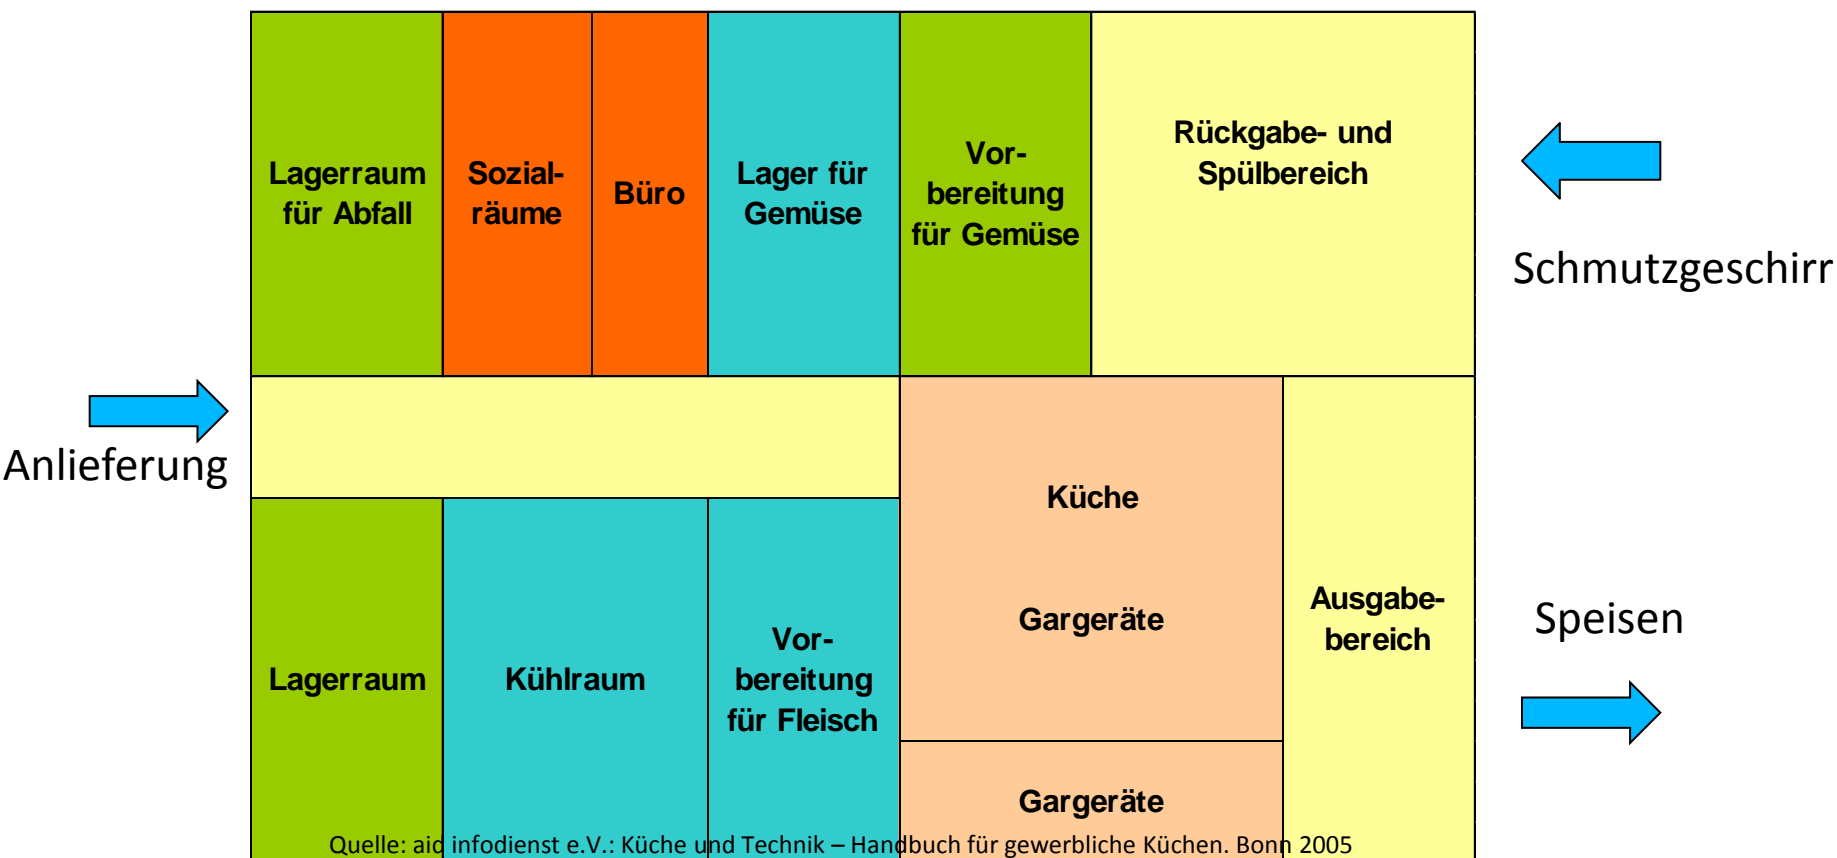 Lagerraum
für Abfall
Sozial-
räume
Büro
Lager für
Gemüse
Vor-
bereitung
für Gemüse
Rückgabe- und
Spülbereich
Schmutzgeschirr
Anlieferung
Küche
Gargeräte
Ausgabe-
bereich
Speisen
Lagerraum
Kühlraum
Vor-
bereitung
für Fleisch
Gargeräte
Quelle: aid infodienst e.V.: Küche und Technik – Handbuch für gewerbliche Küchen. Bonn 2005